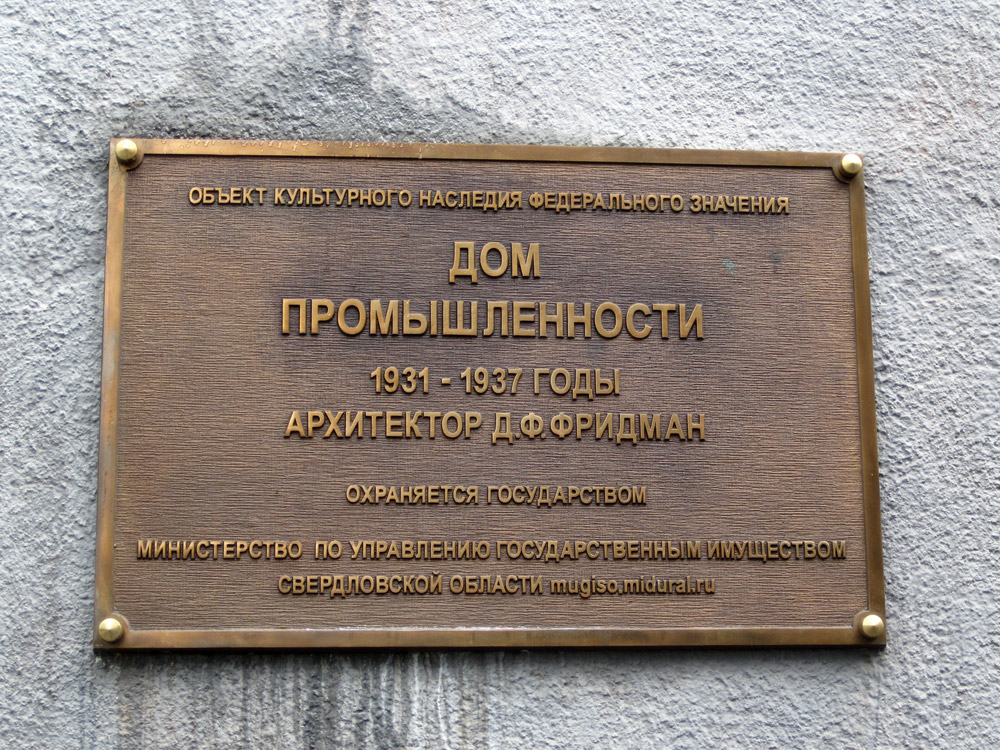 ОБЪЕКТ КУЛЬТУРНОГО НАСЛЕДИЯ ФЕДЕРАЛЬНОГО ЗНАЧЕНИЯ
ДОМ
ПРОМЫШЛЕННОСТИ
1931 - 1937 ГОДЫ
АРХИТЕКТОР Д.Ф.ФРИДМАН
ОХРАНЯЕТСЯ ГОСУДАРСТВОМ
МИНИСТЕРСТВО ПО УПРАВЛЕНИЮ ГОСУДАРСТВЕННЫМ ИМУЩЕСТВОМ
СВЕРДЛОВСКОЙ ОБЛАСТИ mugiso.midural.ru